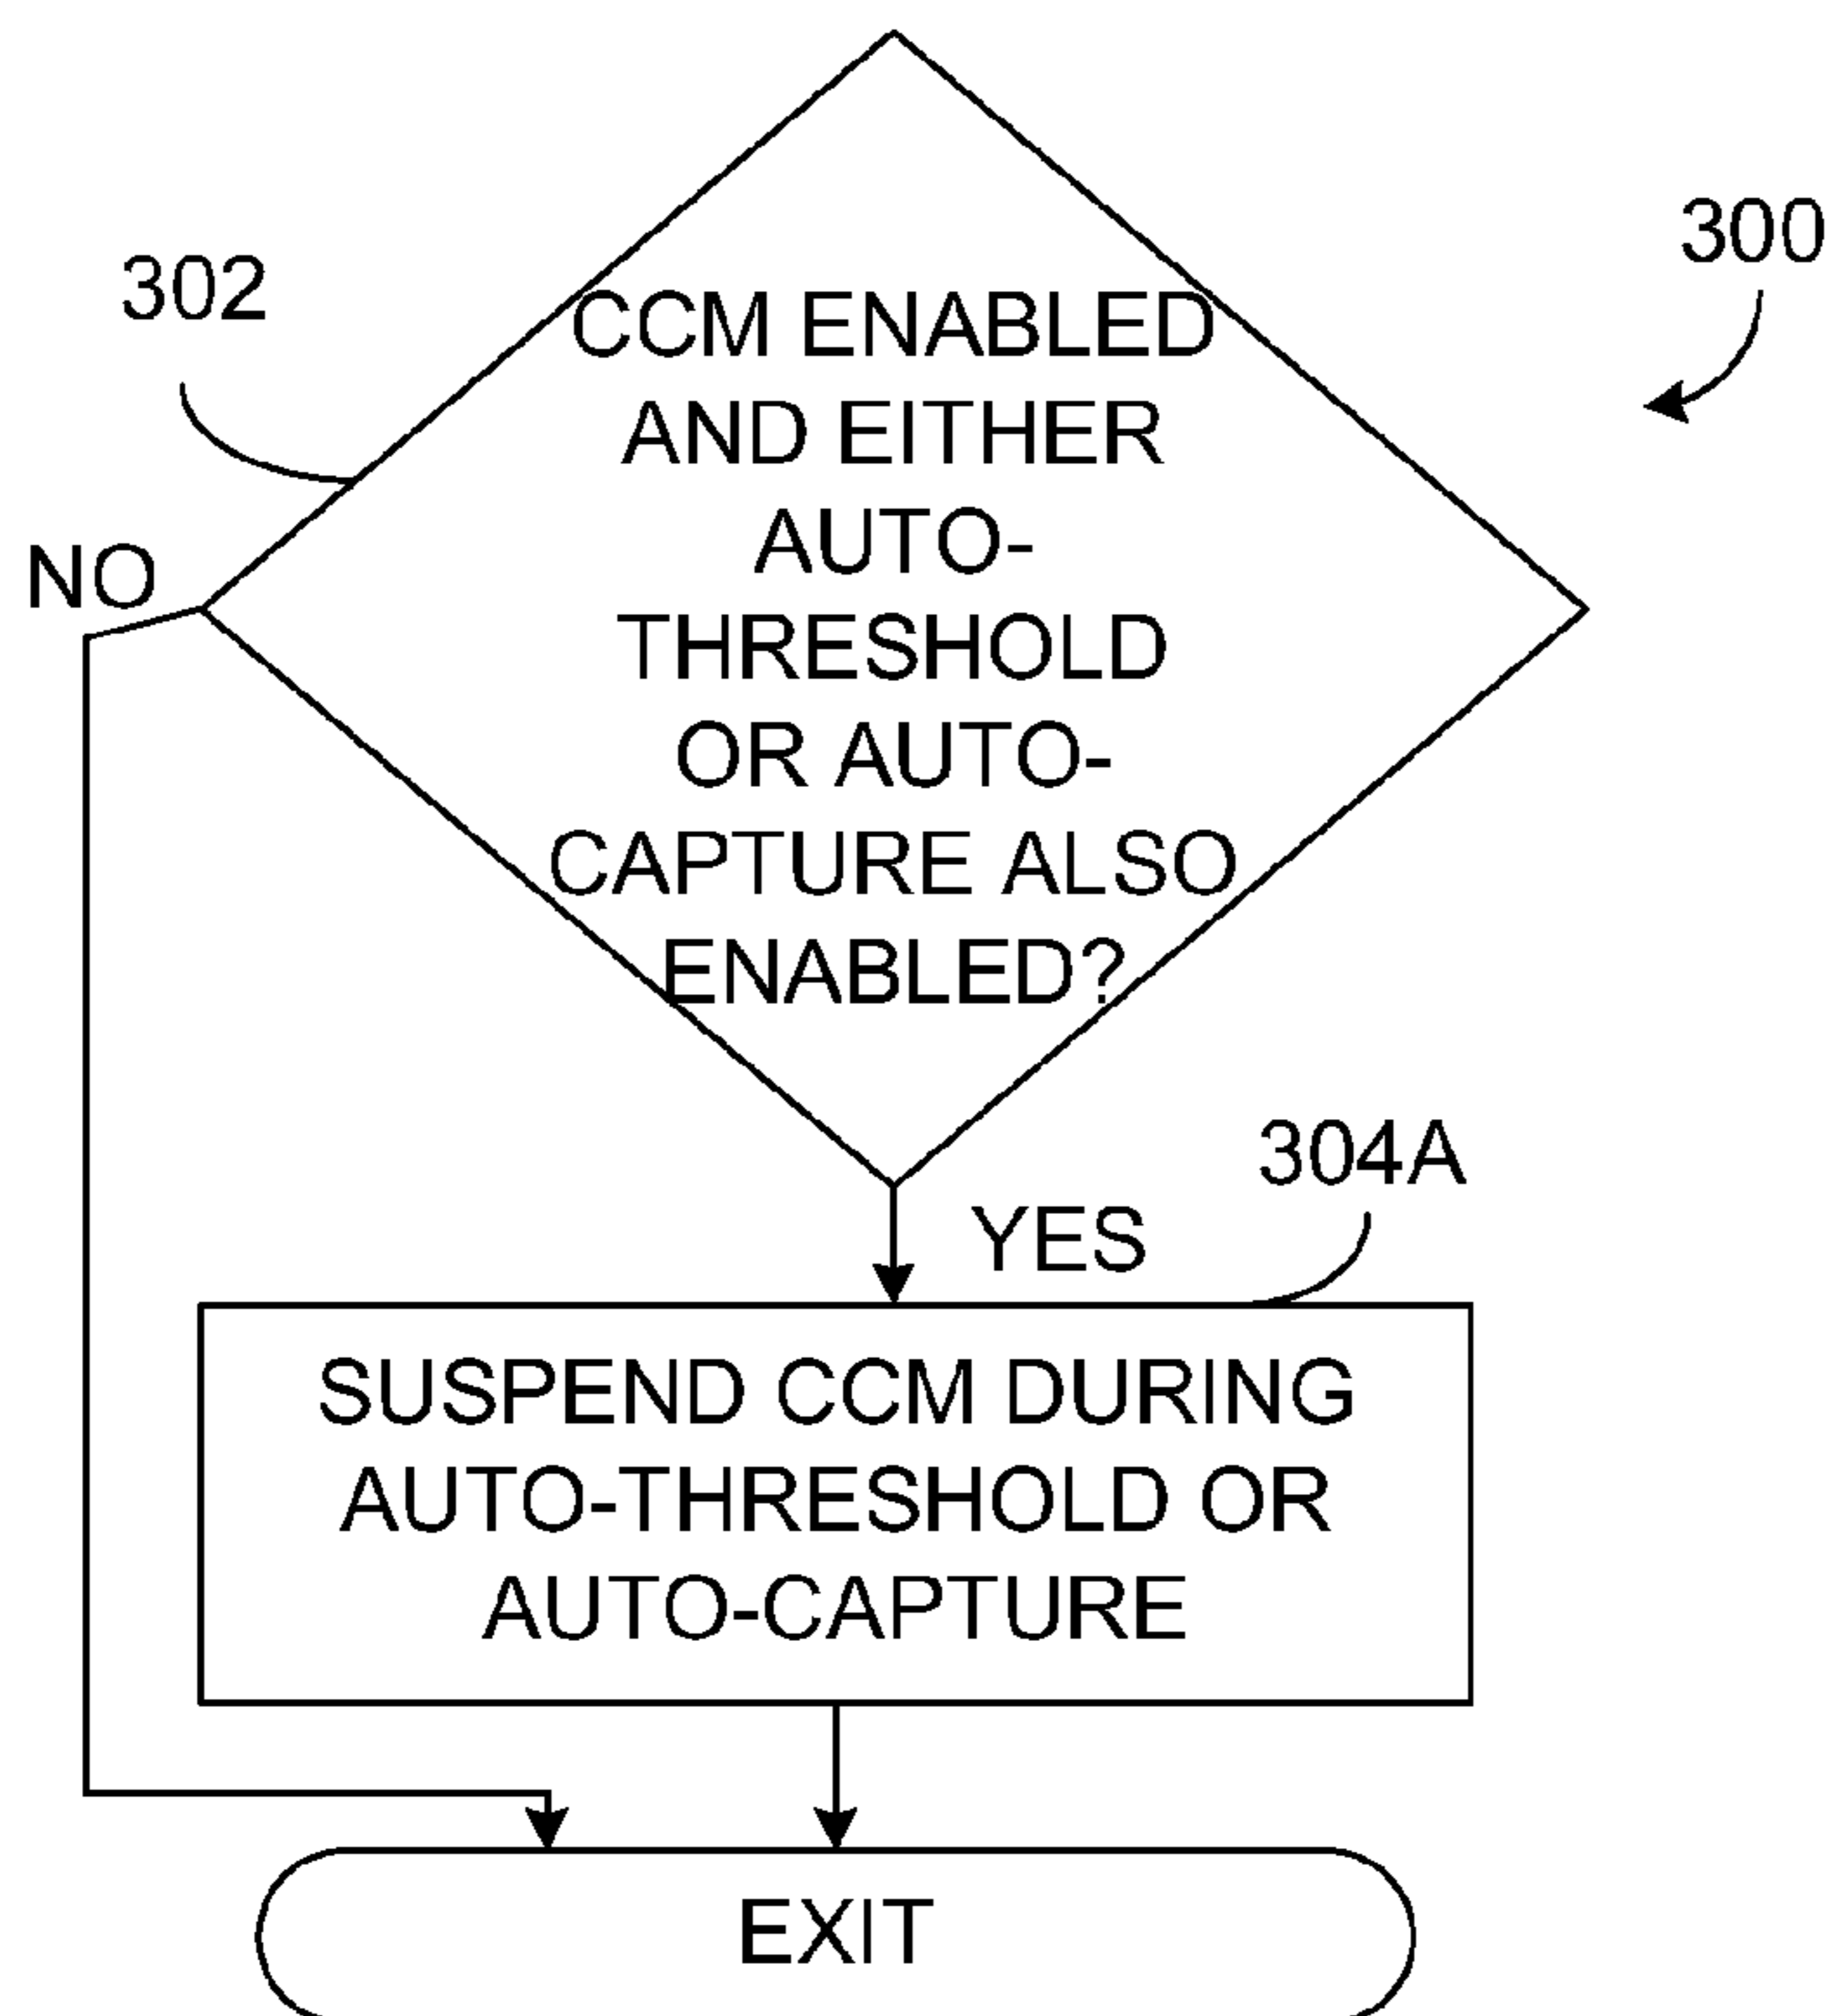 300
302
CCM ENABLED
AND EITHER
AUTO-
THRESHOLD
OR AUTO-
CAPTURE ALSO
ENABLED?
NO
YES
304A
SUSPEND CCM DURING
AUTO-THRESHOLD OR
AUTO-CAPTURE
EXIT